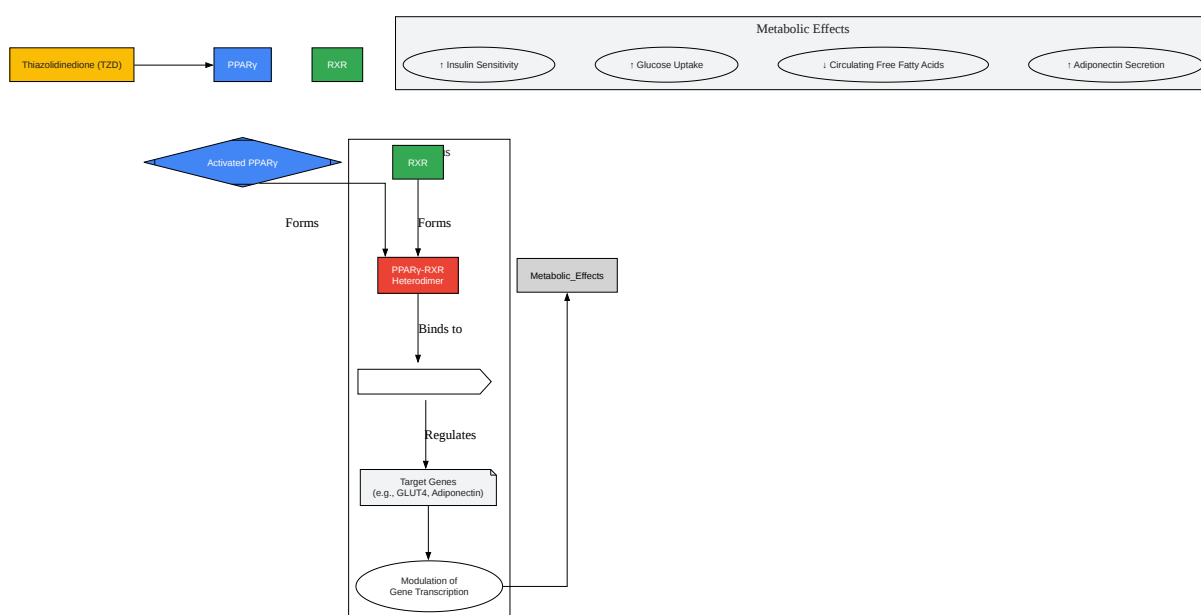 Metabolic Effects
Thiazolidinedione (TZD)
PPARγ
RXR
↑ Insulin Sensitivity
↑ Glucose Uptake
↓ Circulating Free Fatty Acids
↑ Adiponectin Secretion
Activated PPARγ
RXR
Forms
Forms
PPARγ-RXR
Heterodimer
Metabolic_Effects
Binds to
Regulates
Target Genes
(e.g., GLUT4, Adiponectin)
Modulation of
Gene Transcription